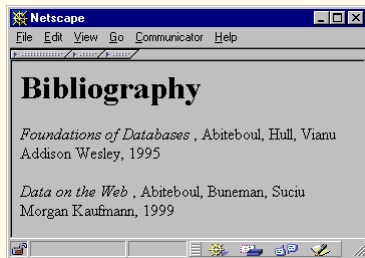 Netscape
File Edit View Go Communicator Help
Bibliography
Foundations of Databases , Abiteboul, Hull, Vianu
Addison Wesley, 1995
Data on the Web , Abiteboul, Buneman, Suciu
Morgan Kaufmann, 1999